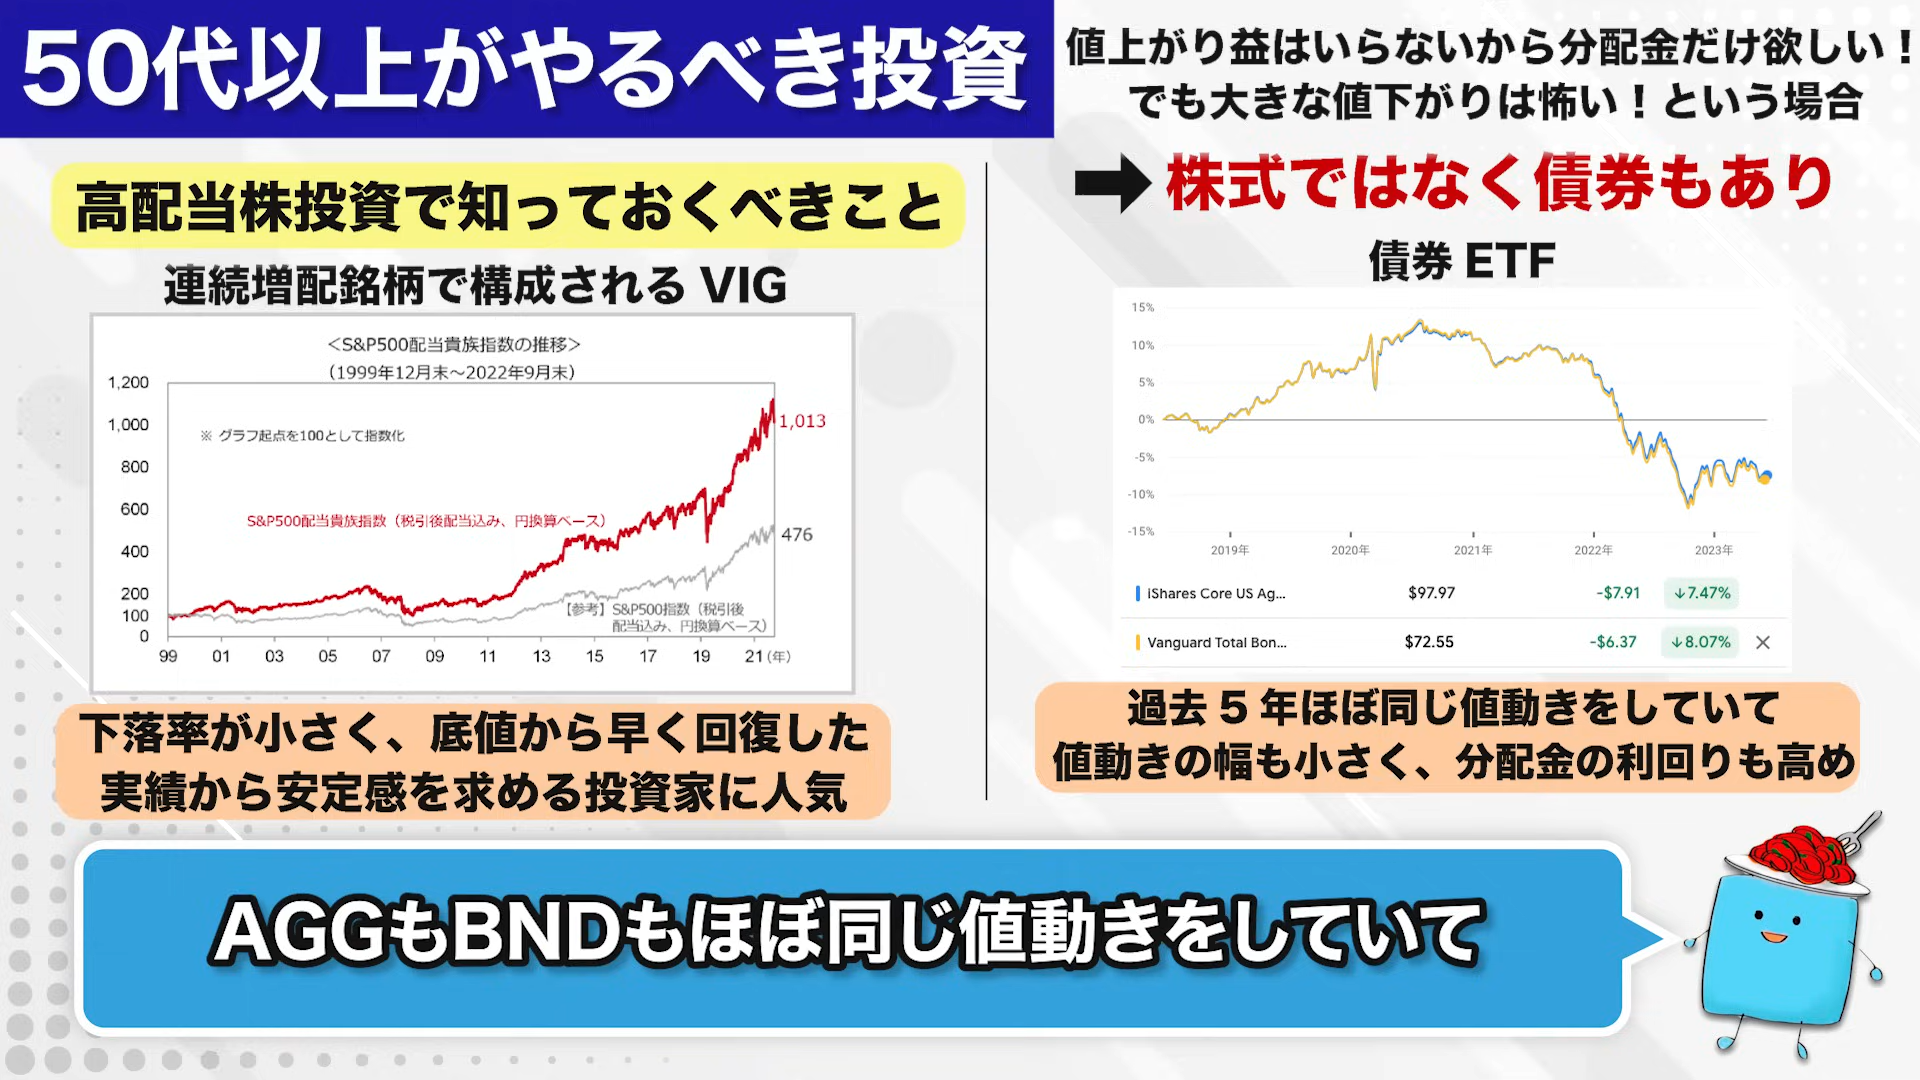 50代以上がやるべき投資
高配当株投資で知っておくべきこと
連続増配銘柄で構成される VIG
＜S&P500配当貴族指数の推移＞
（1999年12月末～2022年9月末）
1,200
1,000
800
600
400
200
100
0
※ グラフ起点を100として指数化
1,013
S&P500配当貴族指数（税引後配当込み、円換算ベース）
476
【参考】S&P500指数（税引後
配当込み、円換算ベース）
99 01 03 05 07 09 11 13 15 17 19 21（年）
下落率が小さく、底値から早く回復した
実績から安定感を求める投資家に人気
値上がり益はいらないから分配金だけ欲しい！
でも大きな値下がりは怖い！という場合
➡株式ではなく債券もあり
債券 ETF
15%
10%
5%
0%
-5%
-10%
-15%
2019年 2020年 2021年 2022年 2023年
iShares Core US Ag... $97.97 -$7.91 ↓7.47%
Vanguard Total Bon... $72.55 -$6.37 ↓8.07% ×
過去 5 年ほぼ同じ値動きをしていて
値動きの幅も小さく、分配金の利回りも高め
AGGもBNDもほぼ同じ値動きをしていて